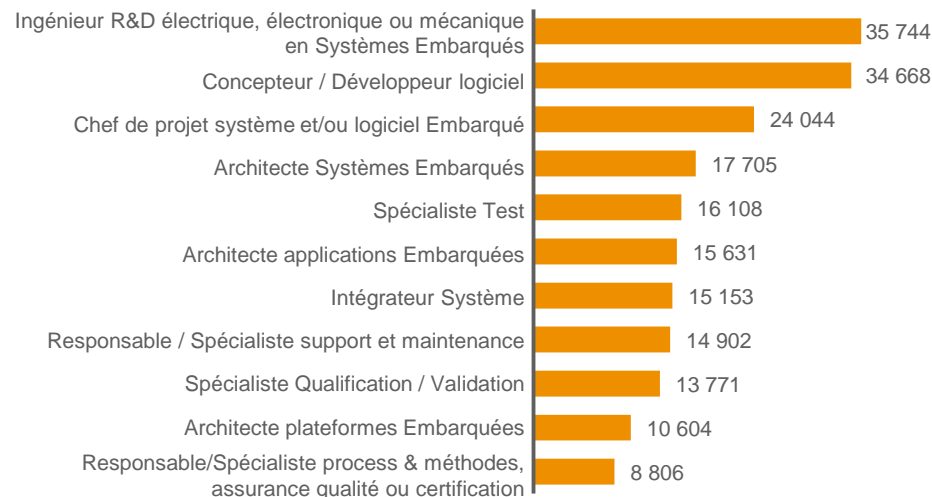 Ingénieur R&D électrique, électronique ou mécanique
en Systèmes Embarqués
35 744
Concepteur / Développeur logiciel
34 668
Chef de projet système et/ou logiciel Embarqué
24 044
Architecte Systèmes Embarqués
17 705
Spécialiste Test
16 108
Architecte applications Embarquées
15 631
Intégrateur Système
15 153
Responsable / Spécialiste support et maintenance
14 902
Spécialiste Qualification / Validation
13 771
Architecte plateformes Embarquées
10 604
Responsable/Spécialiste process & méthodes,
assurance qualité ou certification
8 806